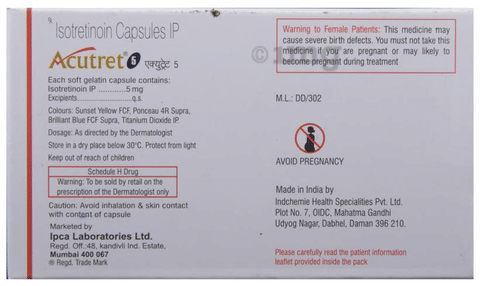 Isotretinoin Capsules IP
Acutret 5 एक्युट्रेट 5
Each soft gelatin capsule contains:
Isotretinoin IP ............5 mg
Excipients........................q.s.
Colours: Sunset Yellow FCF, Ponceau 4R Supra,
Brilliant Blue FCF Supra, Titanium Dioxide IP.
Dosage: As directed by the Dermatologist
Store in a dry place below 30°C. Protect from light
Keep out of reach of children
Schedule H Drug
Warning: To be sold by retail on the
prescription of the Dermatologist only
Caution: Avoid inhalation & skin contact
with content of capsule
Marketed by
Ipca Laboratories Ltd.
Regd. Off.:48, kandivli Ind. Estate,
Mumbai 400 067
® Regd. Trade Mark
Warning to Female Patients: This medicine may
cause severe birth defects. You must not take this
medicine if you are pregnant or may likely to
become pregnant during treatment
M.L.: DD/302
AVOID PREGNANCY
Made in India by
Indchemie Health Specialities Pvt. Ltd.
Plot No. 7, OIDC, Mahatma Gandhi
Udyog Nagar, Dabhel, Daman 396 210.
Please carefully read the patient information
leaflet provided inside the pack